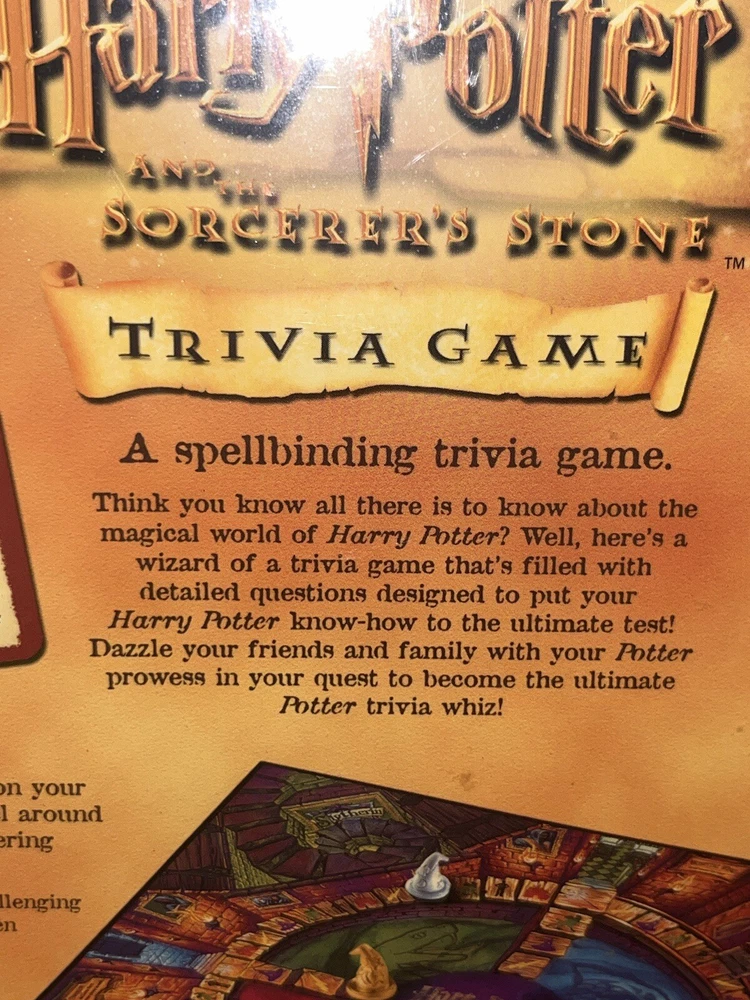 Harry Potter
AND THE
SORCERER'S STONE
TM
TRIVIA GAME
A spellbinding trivia game.
Think you know all there is to know about the
magical world of Harry Potter? Well, here's a
wizard of a trivia game that's filled with
detailed questions designed to put your
Harry Potter know-how to the ultimate test!
Dazzle your friends and family with your Potter
prowess in your quest to become the ultimate
Potter trivia whiz!
on your
l around
ering
llenging
en
Slytherin